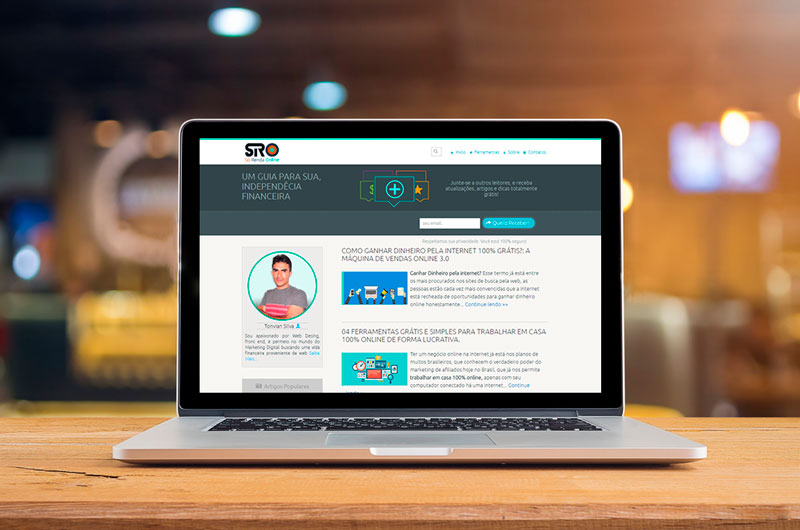 SRO
Só Renda Online
Início
Ferramentas
Sobre
Contatos
UM GUIA PARA SUA,
INDEPENDÊCIA
FINANCEIRA
Junte-se a outros leitores, e receba
atualizações, artigos e dicas totalmente
grátis!
seu email.
Quero Receber!
Respeitamos sua privacidade. Você está 100% seguro.
COMO GANHAR DINHEIRO PELA INTERNET 100% GRÁTIS?: A
MÁQUINA DE VENDAS ONLINE 3.0
Ganhar Dinheiro pela internet? Esse termo já está entre
os mais procurados nos sites de busca pela web, as
pessoas estão cada vez mais convencidas que a internet
está recheada de oportunidades para ganhar dinheiro
online honestamente... Continue lendo »»
Tonvian Silva
Sou apaixonado por Web Desing,
front end, e permeio no mundo do
Marketing Digital buscando uma vida
financeira proveniente da web Saiba
Mais...
04 FERRAMENTAS GRÁTIS E SIMPLES PARA TRABALHAR EM CASA
100% ONLINE DE FORMA LUCRATIVA.
Ter um negócio online na internet já está nos planos de
muitos brasileiros, que conhecem o verdadeiro poder do
marketing de afiliados hoje no Brasil, que já nos permite
trabalhar em casa 100% online, apenas com seu
computador conectado há uma internet... Continue
Artigos Populares